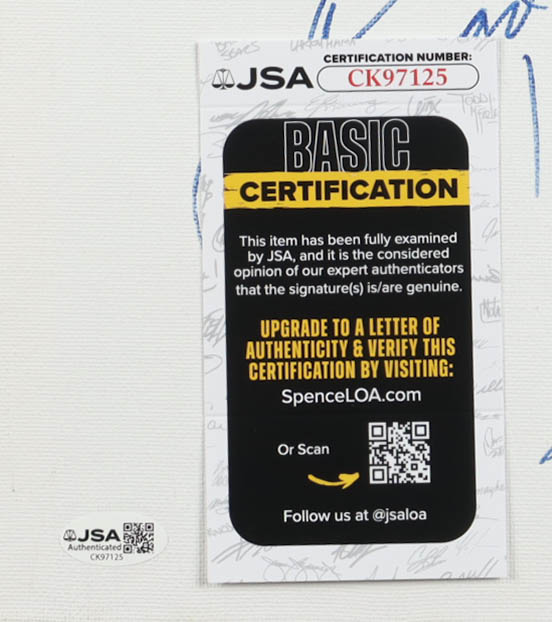 CERTIFICATION NUMBER:
JSA CK97125
BASIC
CERTIFICATION
This item has been fully examined
by JSA, and it is the considered
opinion of our expert authenticators
that the signature(s) is/are genuine.
UPGRADE TO A LETTER OF
AUTHENTICITY & VERIFY THIS
CERTIFICATION BY VISITING:
SpenceLOA.com
Or Scan
Follow us at @jsaloa
JSA
Authenticated
CK97125